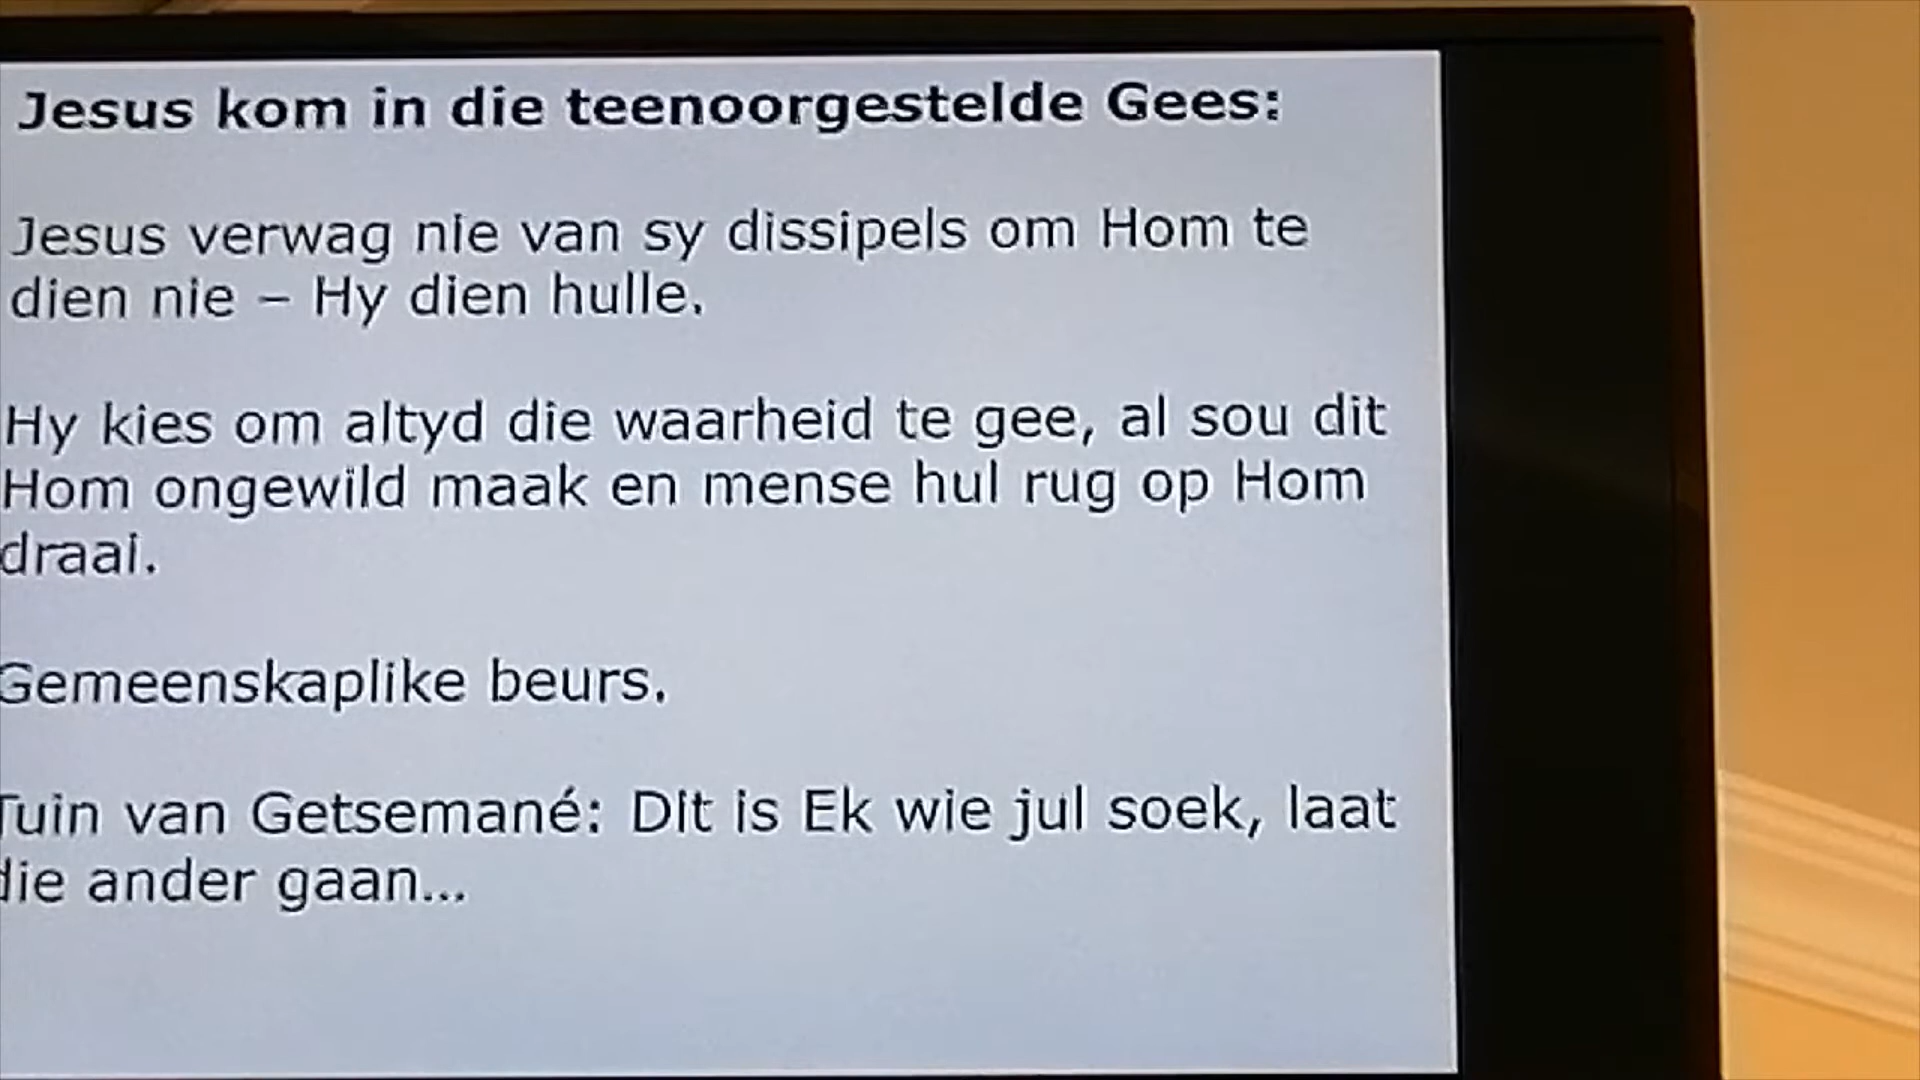 Jesus kom in die teenoorgestelde Gees:
Jesus verwag nie van sy dissipels om Hom te
dien nie – Hy dien hulle.
Hy kies om altyd die waarheid te gee, al sou dit
Hom ongewild maak en mense hul rug op Hom
draai.
Gemeenskaplike beurs.
Tuin van Getsemané: Dit is Ek wie jul soek, laat
die ander gaan...